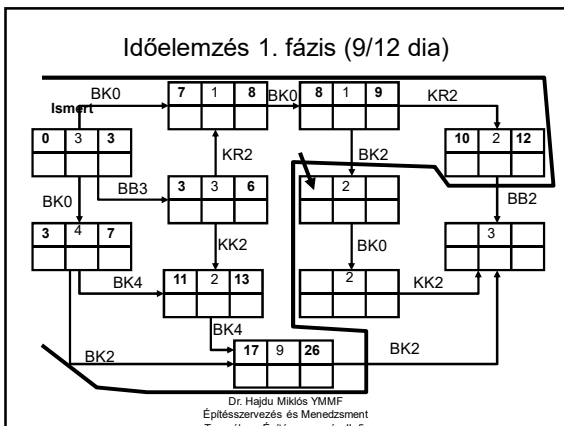 Időelemzés 1. fázis (9/12 dia)
BK0 7 1 8 BK0 8 1 9 KR2
Ismert
0 3 3 KR2 BK2 10 2 12
BK0 BB3 3 3 6 2 BB2
3 4 7 KK2 BK0 3
BK4 11 2 13 2 KK2
BK4
BK2 17 9 26 BK2
Dr. Hajdu Miklós YMMF
Építésszervezés és Menedzsment